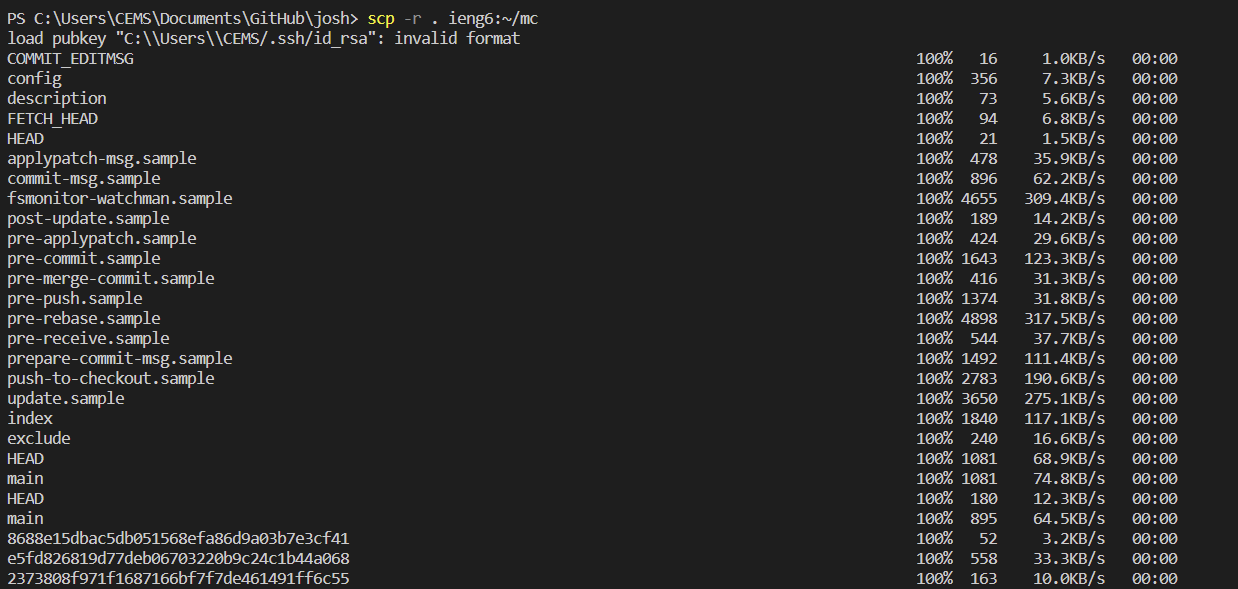 PS C:\Users\CEMS\Documents\GitHub\josh> scp -r . ieng6:~/mc
load pubkey "C:\\Users\\CEMS/.ssh/id_rsa": invalid format
COMMIT_EDITMSG 100% 16 1.0KB/s 00:00
config 100% 356 7.3KB/s 00:00
description 100% 73 5.6KB/s 00:00
FETCH_HEAD 100% 94 6.8KB/s 00:00
HEAD 100% 21 1.5KB/s 00:00
applypatch-msg.sample 100% 478 35.9KB/s 00:00
commit-msg.sample 100% 896 62.2KB/s 00:00
fsmonitor-watchman.sample 100% 4655 309.4KB/s 00:00
post-update.sample 100% 189 14.2KB/s 00:00
pre-applypatch.sample 100% 424 29.6KB/s 00:00
pre-commit.sample 100% 1643 123.3KB/s 00:00
pre-merge-commit.sample 100% 416 31.3KB/s 00:00
pre-push.sample 100% 1374 31.8KB/s 00:00
pre-rebase.sample 100% 4898 317.5KB/s 00:00
pre-receive.sample 100% 544 37.7KB/s 00:00
prepare-commit-msg.sample 100% 1492 111.4KB/s 00:00
push-to-checkout.sample 100% 2783 190.6KB/s 00:00
update.sample 100% 3650 275.1KB/s 00:00
index 100% 1840 117.1KB/s 00:00
exclude 100% 240 16.6KB/s 00:00
HEAD 100% 1081 68.9KB/s 00:00
main 100% 1081 74.8KB/s 00:00
HEAD 100% 180 12.3KB/s 00:00
main 100% 895 64.5KB/s 00:00
8688e15dbac5db051568efa86d9a03b7e3cf41 100% 52 3.2KB/s 00:00
e5fd826819d77deb06703220b9c24c1b44a068 100% 558 33.3KB/s 00:00
2373808f971f1687166bf7f7de461491ff6c55 100% 163 10.0KB/s 00:00